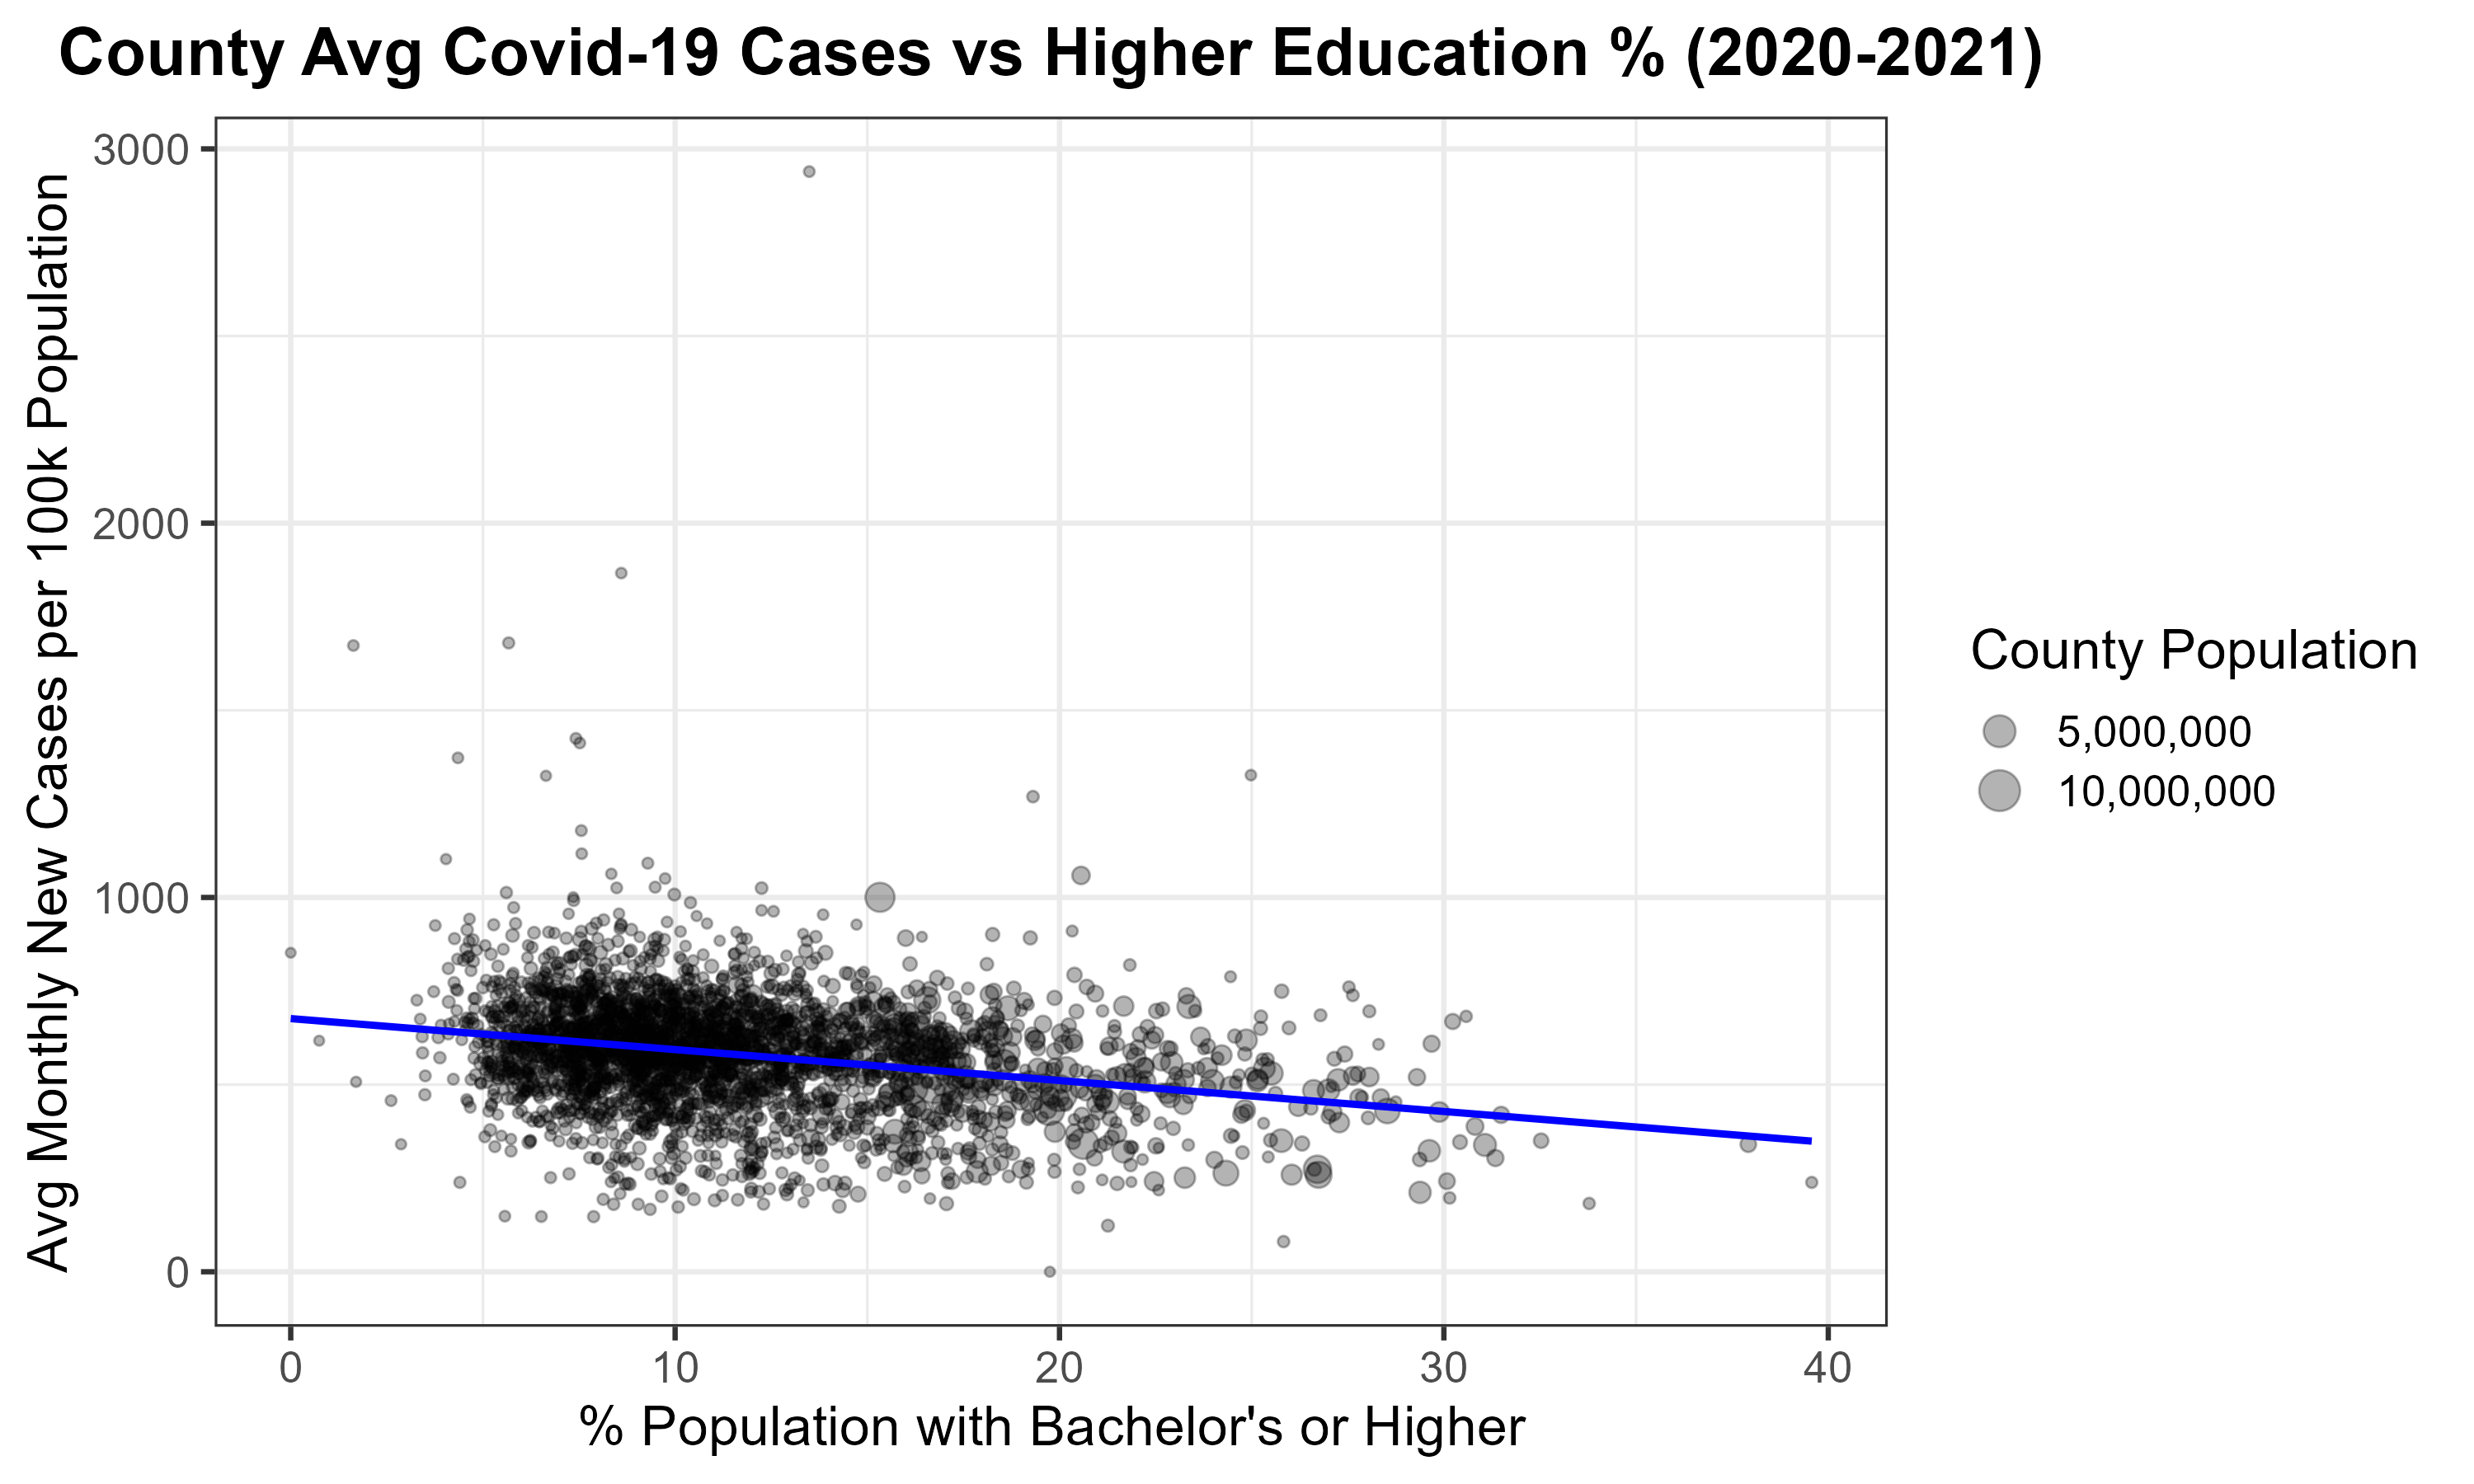 County Avg Covid-19 Cases vs Higher Education % (2020-2021)
Avg Monthly New Cases per 100k Population
3000
2000
1000
0
0 10 20 30 40
% Population with Bachelor's or Higher
County Population
5,000,000
10,000,000